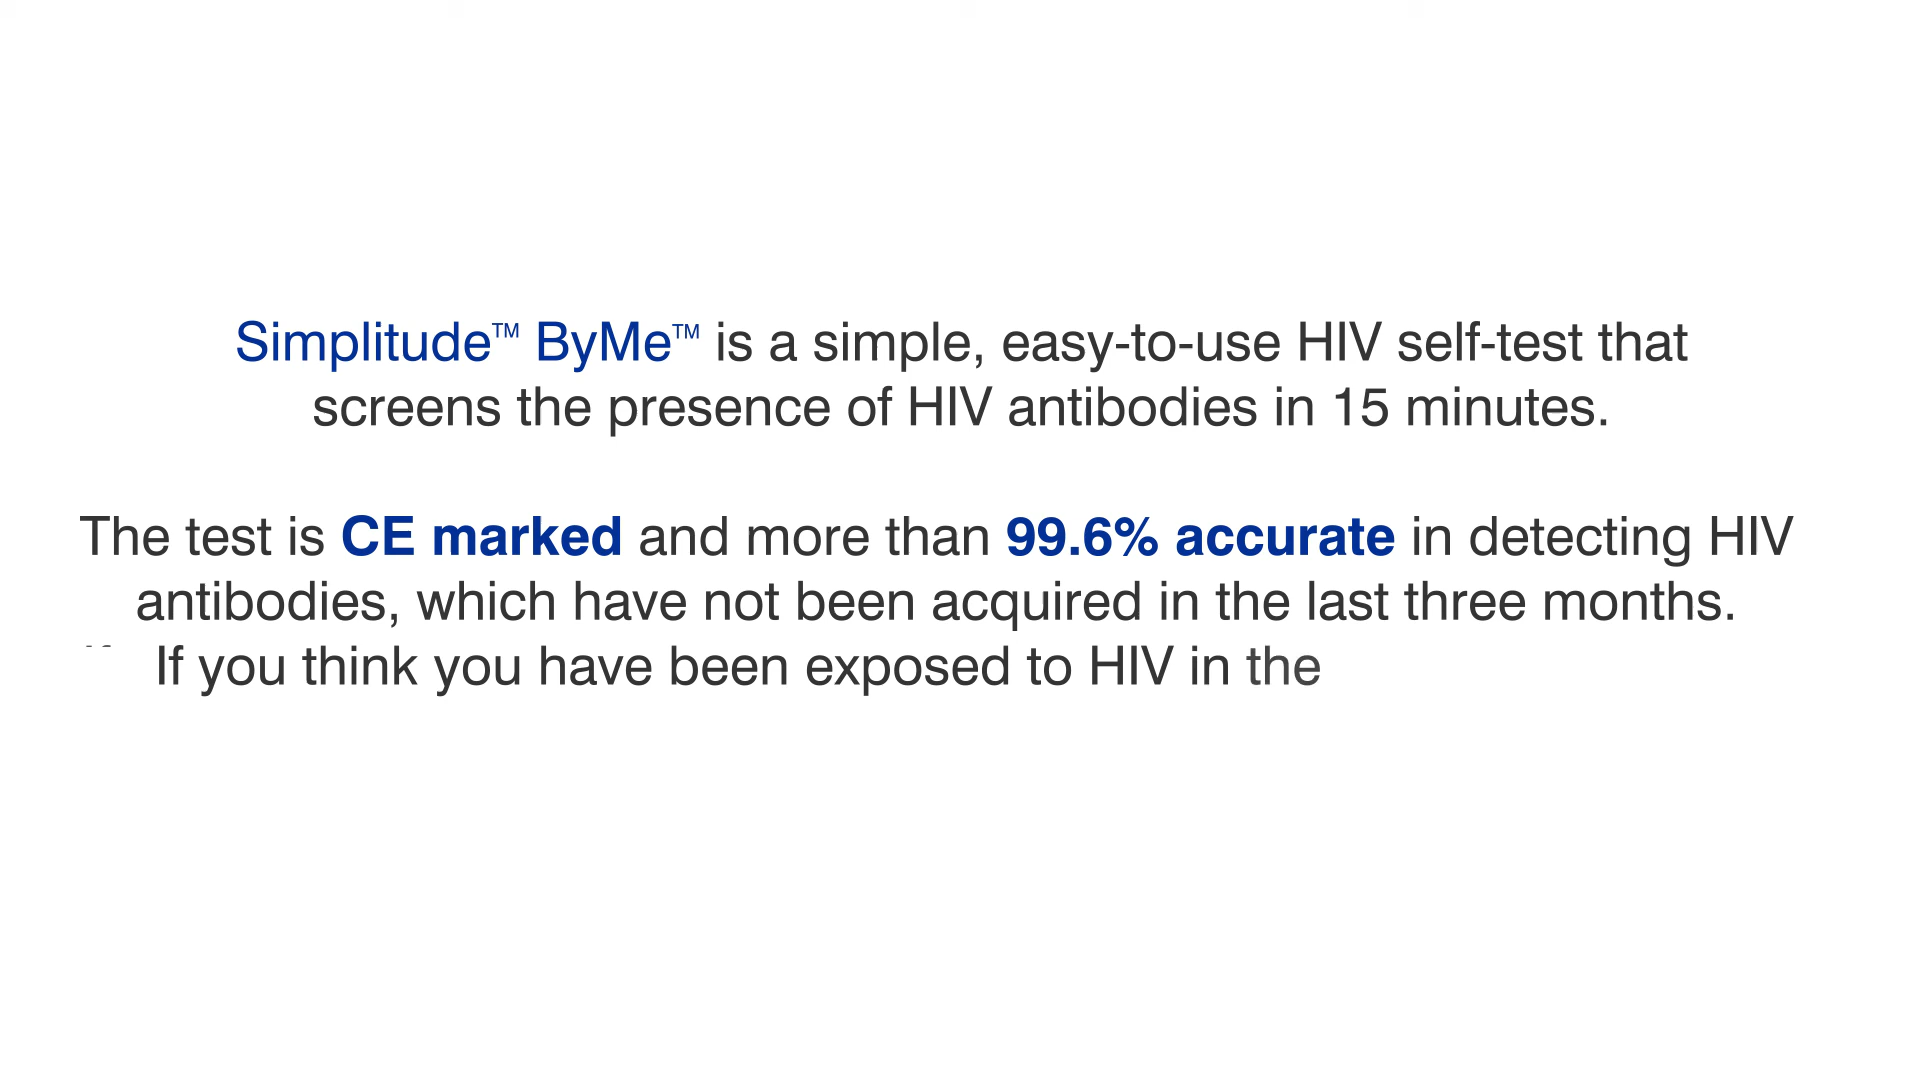 Simplitude™ ByMe™ is a simple, easy-to-use HIV self-test that
screens the presence of HIV antibodies in 15 minutes.
The test is CE marked and more than 99.6% accurate in detecting HIV
antibodies, which have not been acquired in the last three months.
If you think you have been exposed to HIV in the